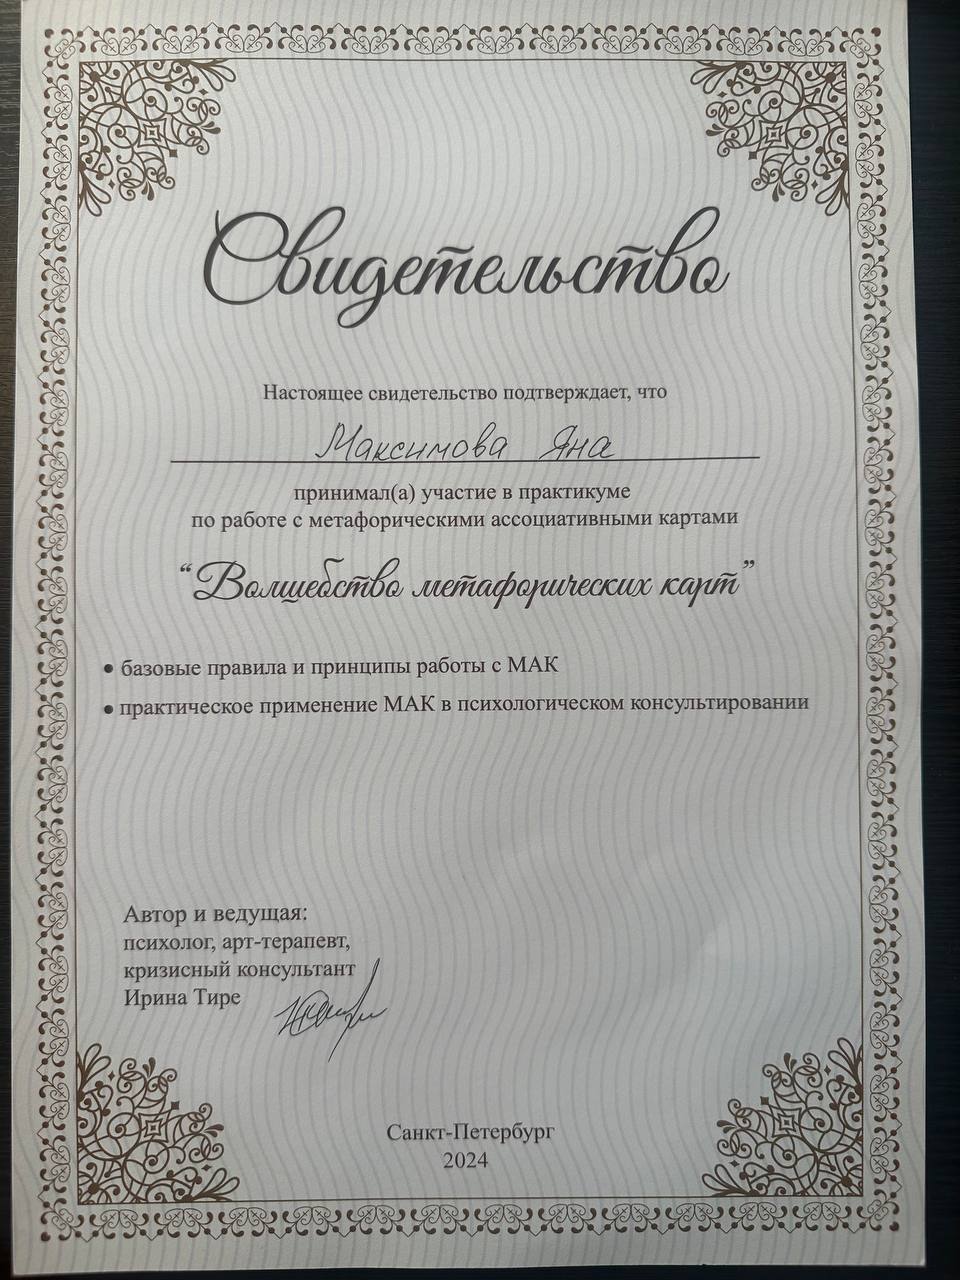 Свидетельство
Настоящее свидетельство подтверждает, что
Максимова Яна
принимал(а) участие в практикуме
по работе с метафорическими ассоциативными картами
“Волшебство метафорических карт”
• базовые правила и принципы работы с МАК
• практическое применение МАК в психологическом консультировании
Автор и ведущая:
психолог, арт-терапевт,
кризисный консультант
Ирина Тире
Санкт-Петербург
2024